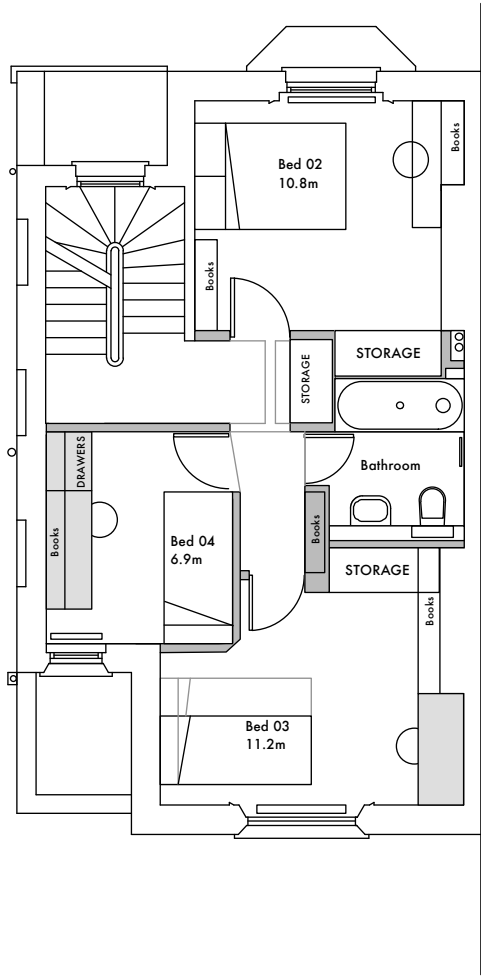 Books
Bed 02
10.8m
Books
STORAGE
STORAGE
DRAWERS
Bathroom
Books
Books
Bed 04
6.9m
STORAGE
Books
Bed 03
11.2m